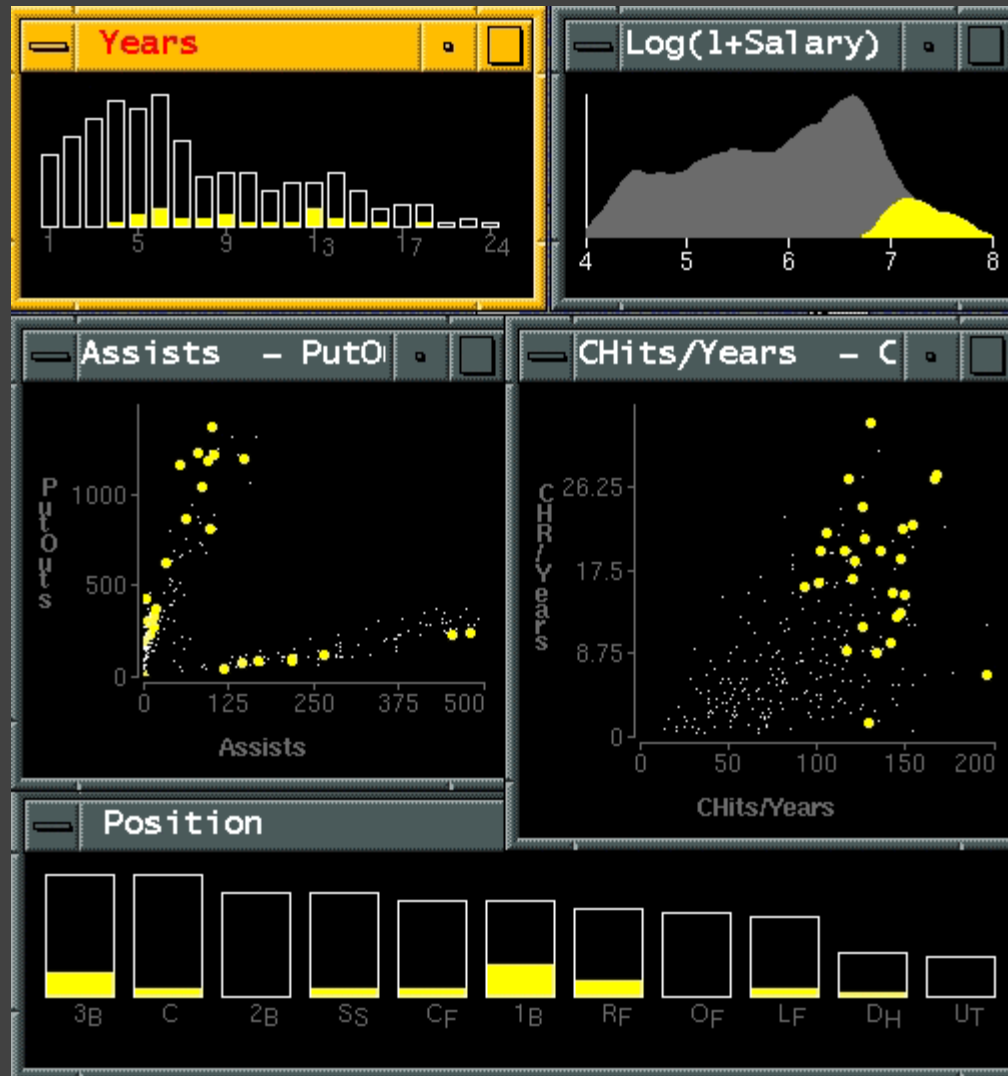 Years
1 5 9 13 17 24
Log(1+Salary)
4 5 6 7 8
Assists - PutO
PutOuts
1000
500
0
0 125 250 375 500
Assists
CHits/Years - C
CHR/Years
26.25
17.5
8.75
0
0 50 100 150 200
CHits/Years
Position
3B C 2B SS CF 1B RF OF LF DH UT